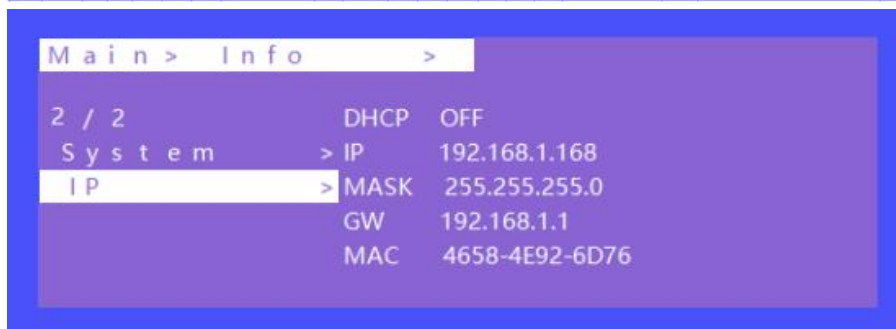 Main> Info >
2 / 2 DHCP OFF
System > IP 192.168.1.168
IP > MASK 255.255.255.0
GW 192.168.1.1
MAC 4658-4E92-6D76